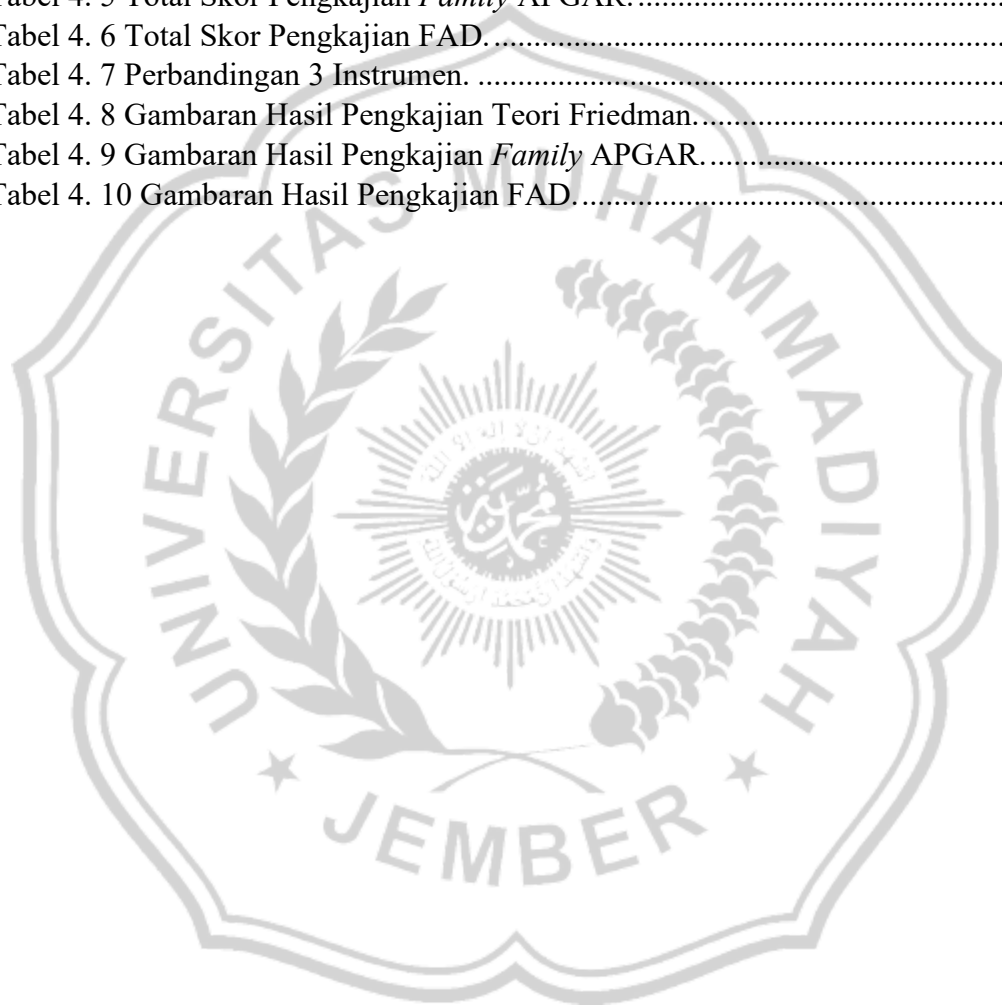 Tabel 4. 5 Total Skor Pengkajian Family APGAR.
Tabel 4. 6 Total Skor Pengkajian FAD.
Tabel 4. 7 Perbandingan 3 Instrumen.
Tabel 4. 8 Gambaran Hasil Pengkajian Teori Friedman.
Tabel 4. 9 Gambaran Hasil Pengkajian Family APGAR.
Tabel 4. 10 Gambaran Hasil Pengkajian FAD.
UNIVERSITAS MUHAMMADIYAH
JEMBER